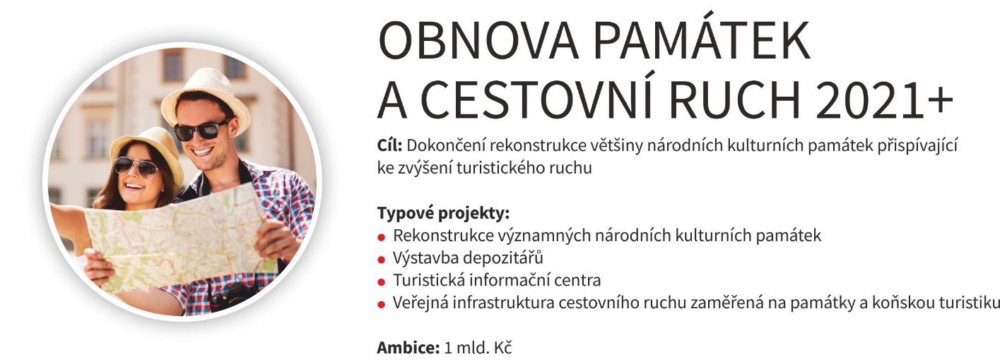 OBNOVA PAMÁTEK
A CESTOVNÍ RUCH 2021+
Cíl: Dokončení rekonstrukce většiny národních kulturních památek přispívající
ke zvýšení turistického ruchu
Typové projekty:
• Rekonstrukce významných národních kulturních památek
• Výstavba depozitářů
• Turistická informační centra
• Veřejná infrastruktura cestovního ruchu zaměřená na památky a koňskou turistiku
Ambice: 1 mld. Kč